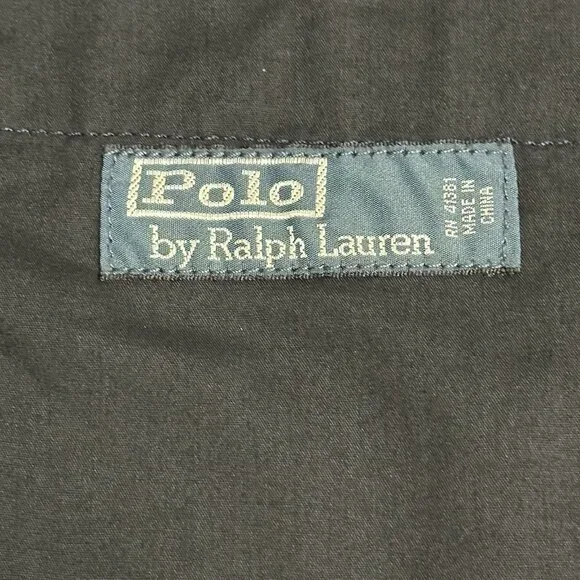 Polo
by Ralph Lauren
RN 41381
MADE IN
CHINA